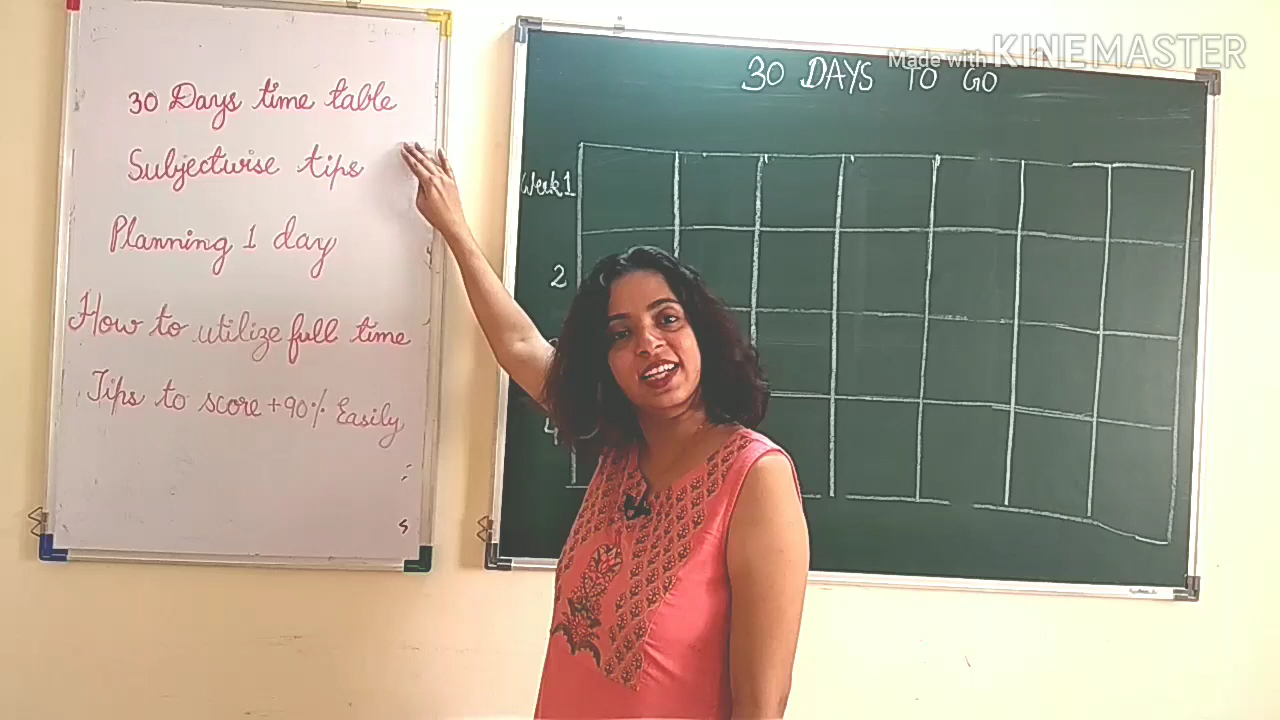 30 Days time table
Subjectwise tips
Planning 1 day
How to utilize full time
Tips to score +90% Easily
Made with KINEMASTER
30 DAYS TO GO
Week 1
2
4